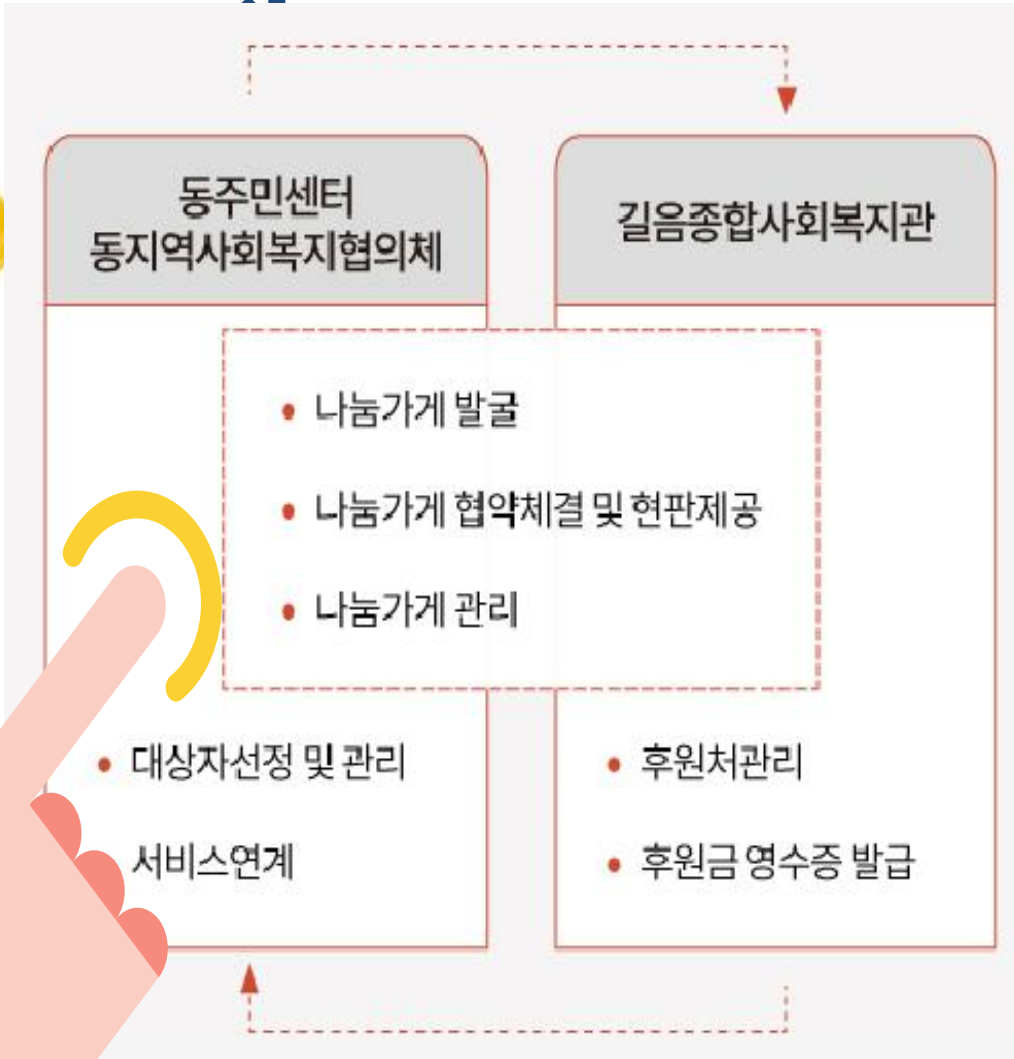 동주민센터
동지역사회복지협의체
길음종합사회복지관
• 나눔가게 발굴
• 나눔가게 협약체결 및 현판제공
• 나눔가게 관리
• 대상자선정 및 관리
서비스연계
• 후원처관리
• 후원금 영수증 발급